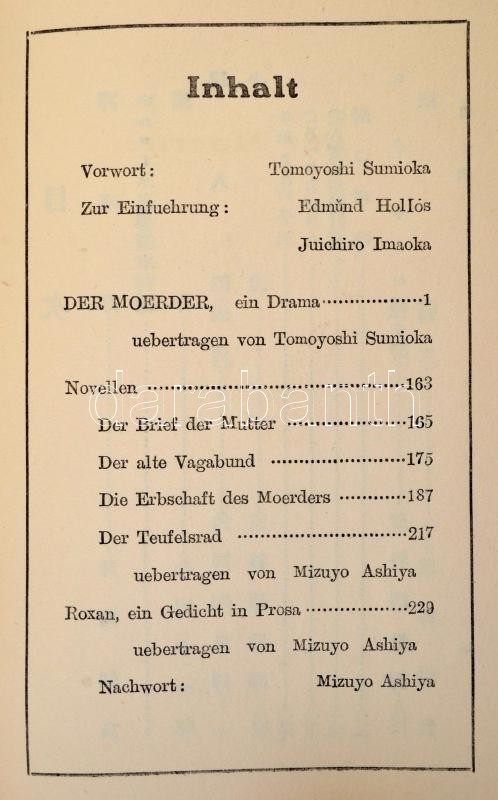 Inhalt
Vorwort: Tomoyoshi Sumioka
Zur Einfuehrung: Edmŭnd Hollós
Juichiro Imaoka
DER MOERDER, ein Drama··················1
uebertragen von Tomoyoshi Sumioka
Novellen ················································163
darabanth
Der Brief der Mutter ······················165
Der alte Vagabund ·························175
Die Erbschaft des Moerders ············187
Der Teufelsrad ·······························217
uebertragen von Mizuyo Ashiya
Roxan, ein Gedicht in Prosa···················229
uebertragen von Mizuyo Ashiya
Nachwort: Mizuyo Ashiya